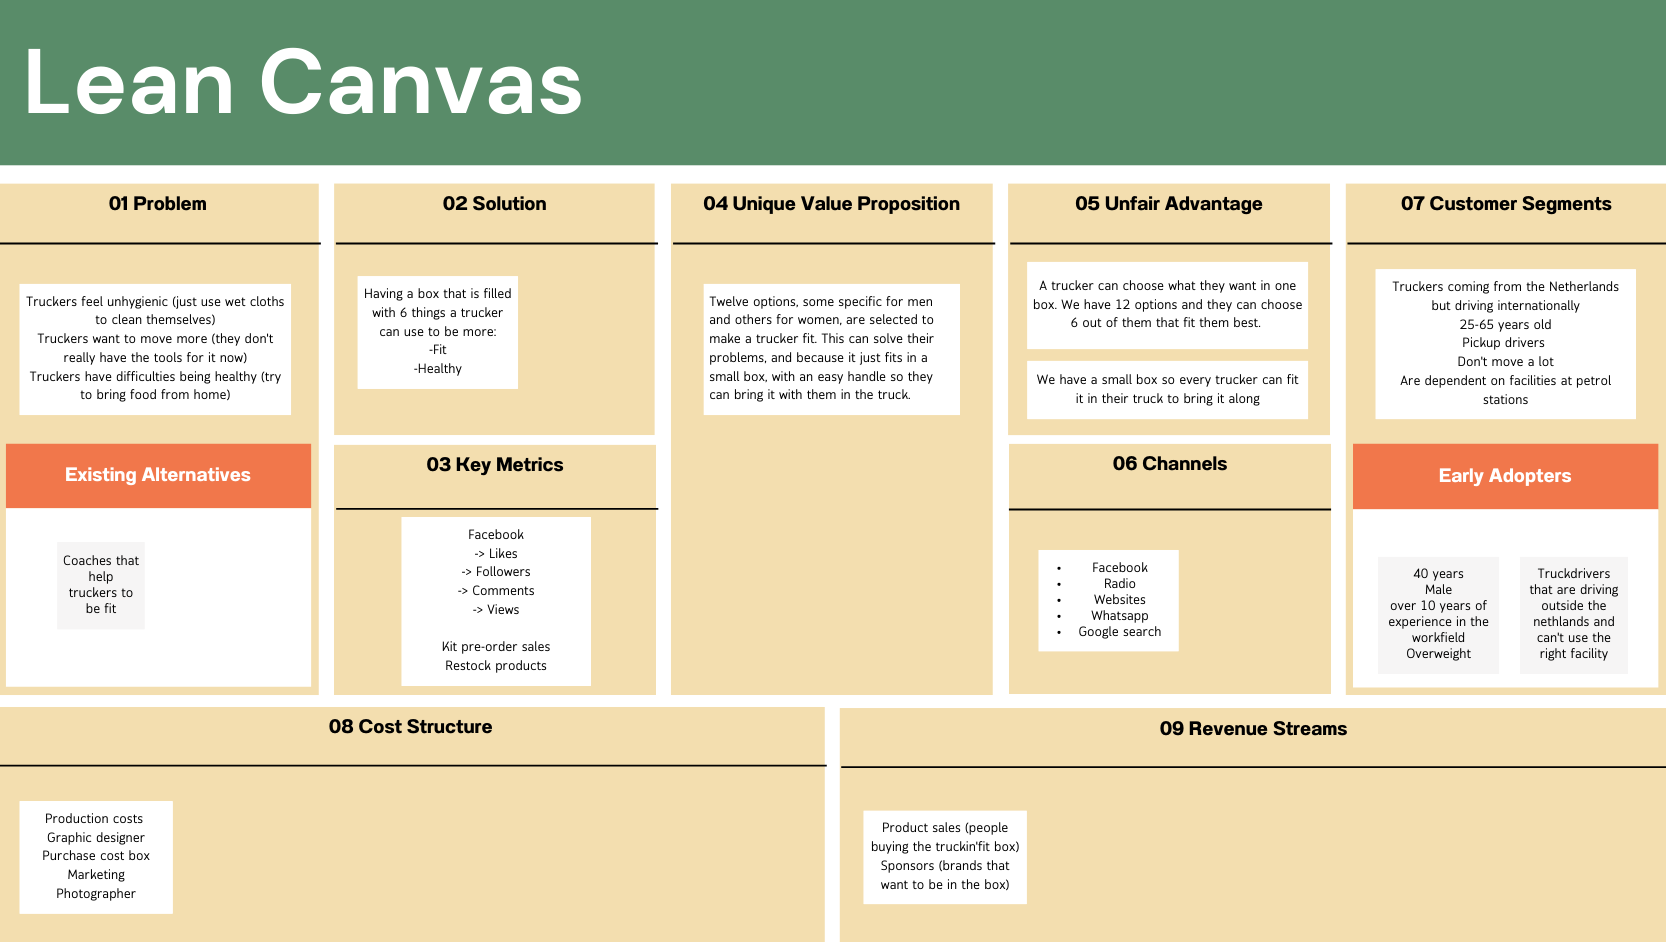 Lean Canvas
01 Problem
Truckers feel unhygienic (just use wet cloths
to clean themselves)
Truckers want to move more (they don't
really have the tools for it now)
Truckers have difficulties being healthy (try
to bring food from home)
Existing Alternatives
Coaches that
help
truckers to
be fit
02 Solution
Having a box that is filled
with 6 things a trucker
can use to be more:
-Fit
-Healthy
03 Key Metrics
Facebook
-> Likes
-> Followers
-> Comments
-> Views
Kit pre-order sales
Restock products
04 Unique Value Proposition
Twelve options, some specific for men
and others for women, are selected to
make a trucker fit. This can solve their
problems, and because it just fits in a
small box, with an easy handle so they
can bring it with them in the truck.
05 Unfair Advantage
A trucker can choose what they want in one
box. We have 12 options and they can choose
6 out of them that fit them best.
We have a small box so every trucker can fit
it in their truck to bring it along
06 Channels
• Facebook
• Radio
• Websites
• Whatsapp
• Google search
07 Customer Segments
Truckers coming from the Netherlands
but driving internationally
25-65 years old
Pickup drivers
Don't move a lot
Are dependent on facilities at petrol
stations
Early Adopters
40 years
Male
over 10 years of
experience in the
workfield
Overweight
Truckdrivers
that are driving
outside the
nethlands and
can't use the
right facility
08 Cost Structure
Production costs
Graphic designer
Purchase cost box
Marketing
Photographer
09 Revenue Streams
Product sales (people
buying the truckin'fit box)
Sponsors (brands that
want to be in the box)